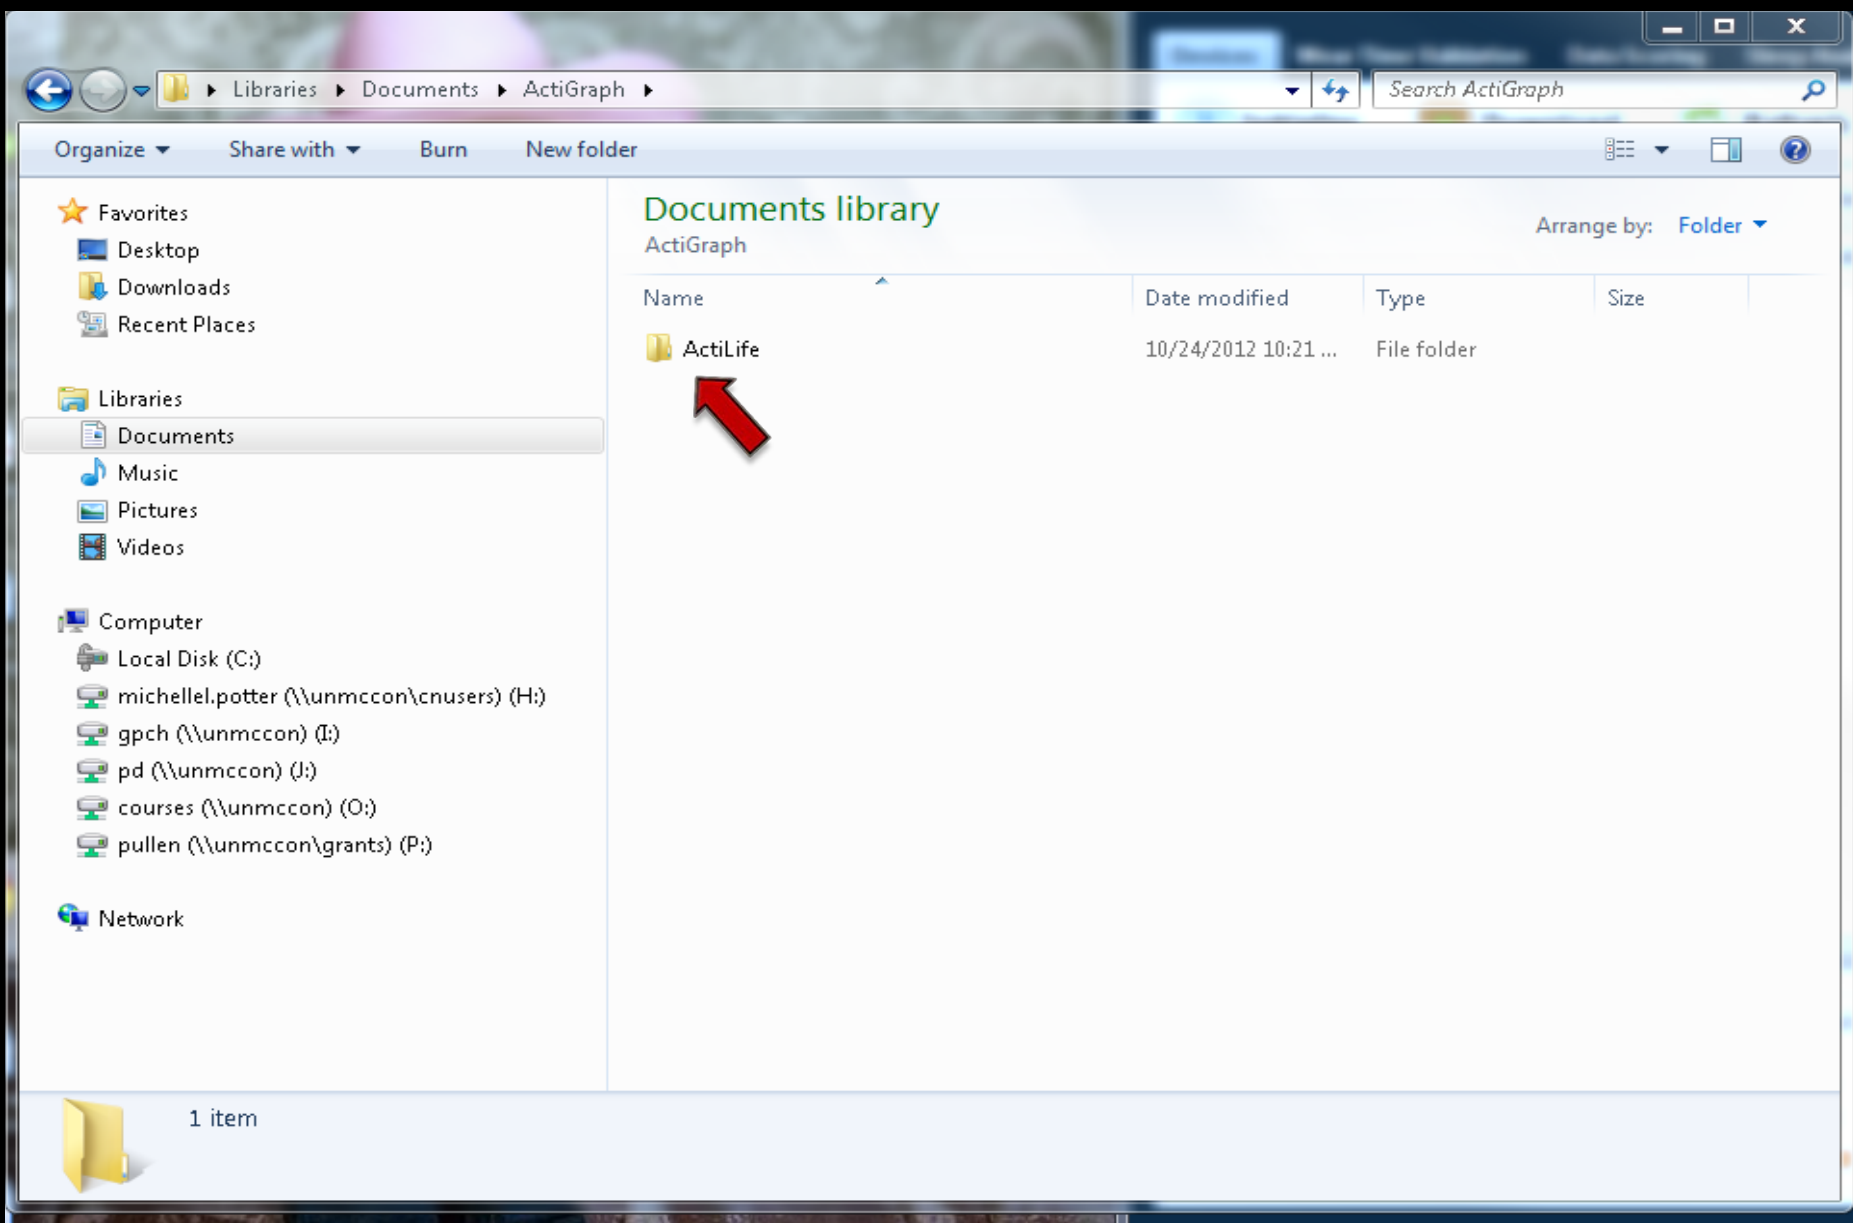 Libraries Documents ActiGraph
Search ActiGraph
Organize Share with Burn New folder
Favorites
Desktop
Downloads
Recent Places
Libraries
Documents
Music
Pictures
Videos
Computer
Local Disk (C:)
michellel.potter (\\unmccon\cnusers) (H:)
gpch (\\unmccon) (I:)
pd (\\unmccon) (J:)
courses (\\unmccon) (O:)
pullen (\\unmccon\grants) (P:)
Network
Documents library
ActiGraph
Arrange by: Folder
Name Date modified Type Size
ActiLife 10/24/2012 10:21 ... File folder
1 item